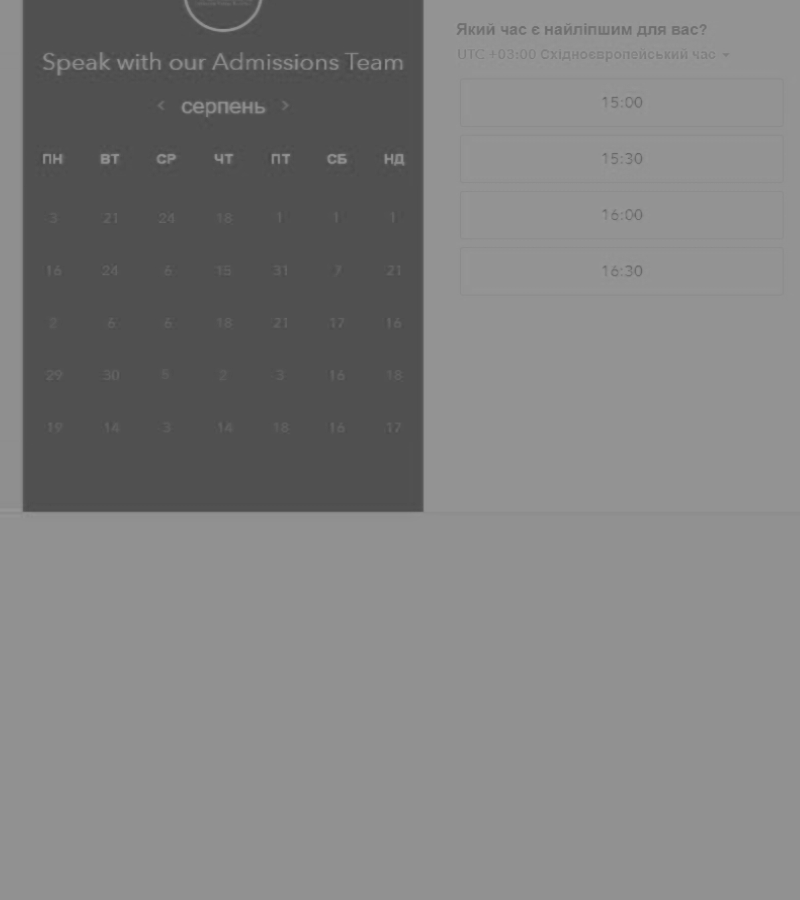 Speak with our Admissions Team
серпень
ПН ВТ СР ЧТ ПТ СБ НД
3 21 24 18 1 1 1
16 24 6 15 31 7 21
2 6 6 18 21 17 16
29 30 5 2 3 16 18
19 14 3 14 18 16 17
Який час є найліпшим для вас?
UTC +03:00 Східноєвропейський час
15:00
15:30
16:00
16:30